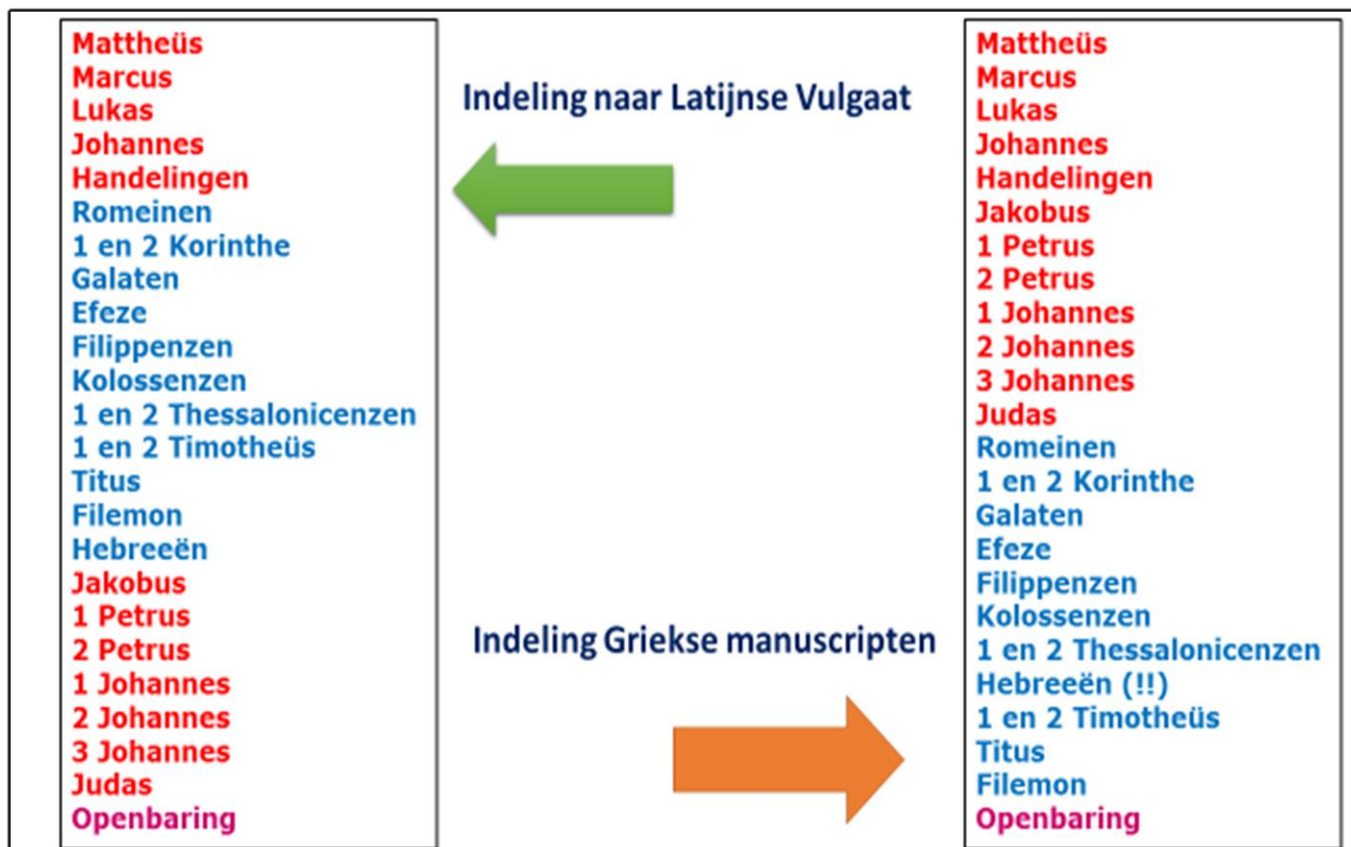 Mattheüs
Marcus
Lukas
Johannes
Handelingen
Romeinen
1 en 2 Korinthe
Galaten
Efeze
Filippenzen
Kolossenzen
1 en 2 Thessalonicenzen
1 en 2 Timotheüs
Titus
Filemon
Hebreeën
Jakobus
1 Petrus
2 Petrus
1 Johannes
2 Johannes
3 Johannes
Judas
Openbaring
Indeling naar Latijnse Vulgaat
Indeling Griekse manuscripten
Mattheüs
Marcus
Lukas
Johannes
Handelingen
Jakobus
1 Petrus
2 Petrus
1 Johannes
2 Johannes
3 Johannes
Judas
Romeinen
1 en 2 Korinthe
Galaten
Efeze
Filippenzen
Kolossenzen
1 en 2 Thessalonicenzen
Hebreeën (!!)
1 en 2 Timotheüs
Titus
Filemon
Openbaring